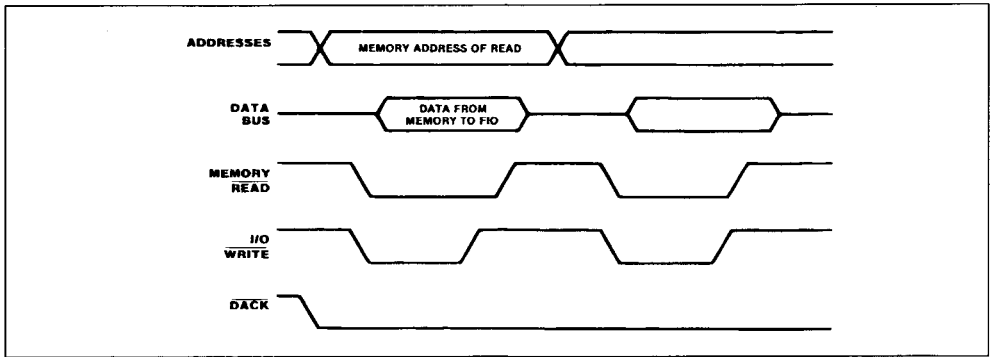 ADDRESSES
MEMORY ADDRESS OF READ
DATA
BUS
DATA FROM
MEMORY TO FIO
MEMORY
READ
I/O
WRITE
DACK